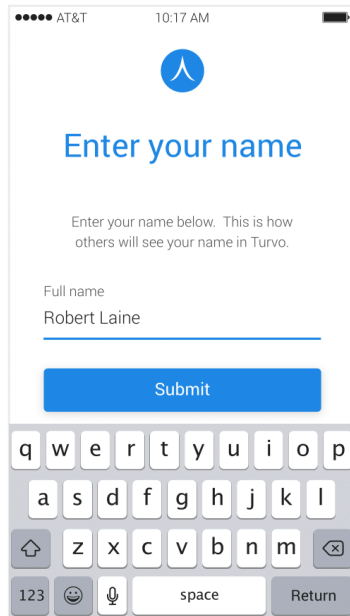 AT&T 10:17 AM
Enter your name
Enter your name below. This is how
others will see your name in Turvo.
Full name
Robert Laine
Submit
q w e r t y u i o p
a s d f g h j k l
z x c v b n m
123 space Return